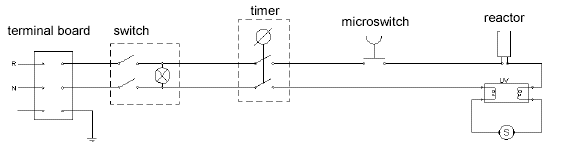 timer
microswitch
reactor
terminal board
switch
R
UV
N
S